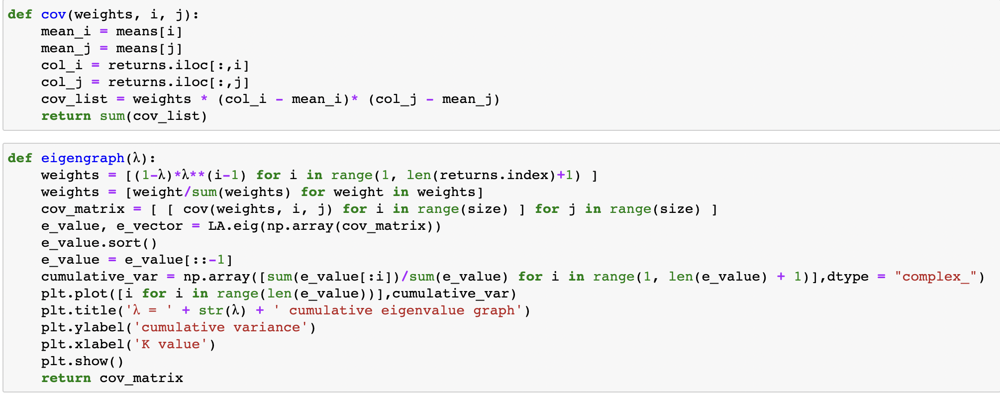 def cov(weights, i, j):
    mean_i = means[i]
    mean_j = means[j]
    col_i = returns.iloc[:,i]
    col_j = returns.iloc[:,j]
    cov_list = weights * (col_i - mean_i)* (col_j - mean_j)
    return sum(cov_list)
def eigengraph(λ):
    weights = [(1-λ)*λ**(i-1) for i in range(1, len(returns.index)+1) ]
    weights = [weight/sum(weights) for weight in weights]
    cov_matrix = [ [ cov(weights, i, j) for i in range(size) ] for j in range(size) ]
    e_value, e_vector = LA.eig(np.array(cov_matrix))
    e_value.sort()
    e_value = e_value[::-1]
    cumulative_var = np.array([sum(e_value[:i])/sum(e_value) for i in range(1, len(e_value) + 1)],dtype = "complex_")
    plt.plot([i for i in range(len(e_value))],cumulative_var)
    plt.title('λ = ' + str(λ) + ' cumulative eigenvalue graph')
    plt.ylabel('cumulative variance')
    plt.xlabel('K value')
    plt.show()
    return cov_matrix